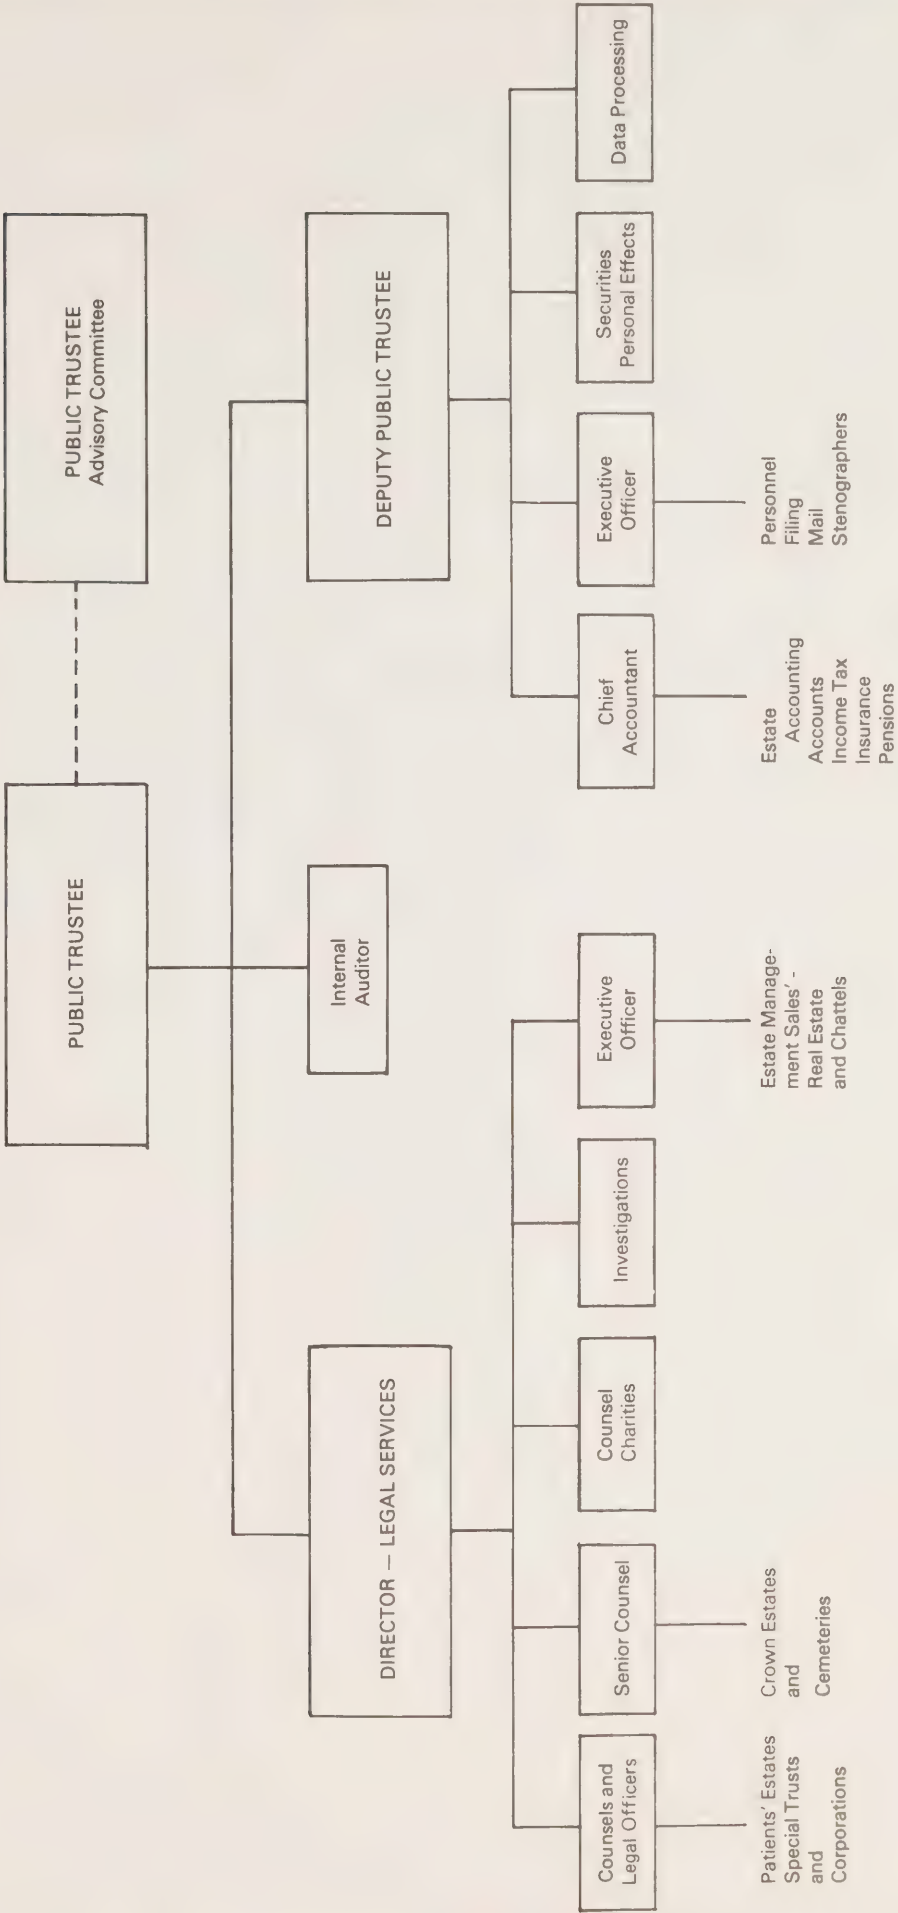 PUBLIC TRUSTEE
PUBLIC TRUSTEE
Advisory Committee
DIRECTOR — LEGAL SERVICES
Internal
Auditor
DEPUTY PUBLIC TRUSTEE
Counsels and
Legal Officers
Senior Counsel
Counsel
Charities
Investigations
Executive
Officer
Chief
Accountant
Executive
Officer
Securities
Personal Effects
Data Processing
Patients' Estates
Special Trusts
and
Corporations
Crown Estates
and
Cemeteries
Estate Manage-
ment Sales' -
Real Estate
and Chattels
Estate
Accounting
Accounts
Income Tax
Insurance
Pensions
Personnel
Filing
Mail
Stenographers